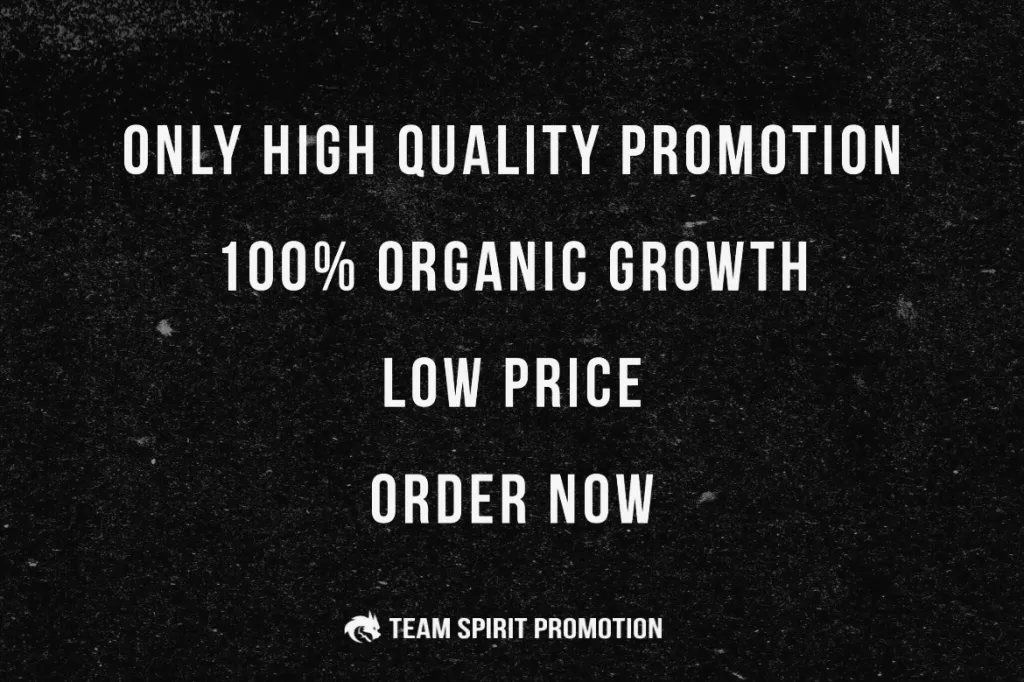 ONLY HIGH QUALITY PROMOTION
100% ORGANIC GROWTH
LOW PRICE
ORDER NOW
TEAM SPIRIT PROMOTION